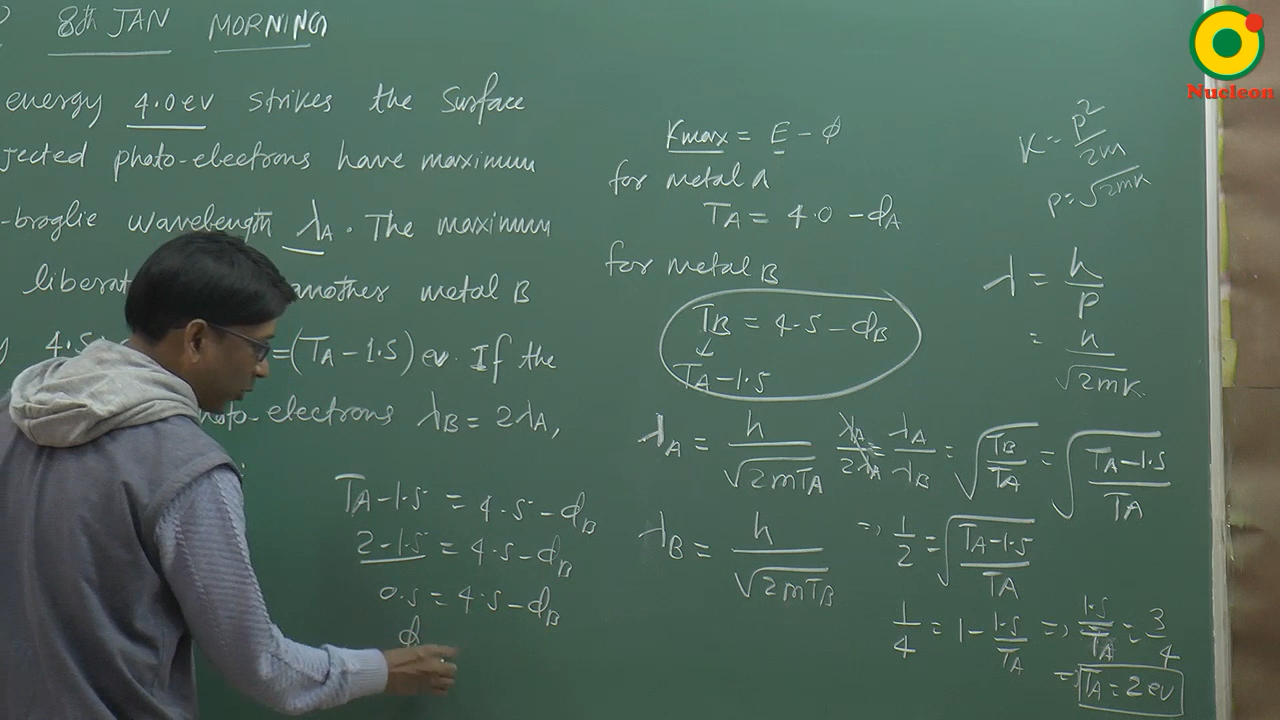 8th JAN MORNING
energy 4.0ev strikes the Surface
jected photo-electrons have maximum
-broglie wavelength λA. The maximum
liberat another metal B
4.5 =(TA-1.5) ev. If the
oto-electrons λB = 2λA,
TA-1.5 = 4.5-ϕB
2-1.5 = 4.5-ϕB
0.5 = 4.5-ϕB
ϕ
Kmax = E-ϕ
for metal A
TA = 4.0-ϕA
for metal B
TB = 4.5-ϕB
↓
TA-1.5
λA = h/√2mTA
λB = h/√2mTB
λA/2λA = λA/λB = √TB/TA = √TA-1.5/TA
=> 1/2 = √TA-1.5/TA
1/4 = 1-1.5/TA => 1.5/TA = 3/4
=> TA = 2ev
K = p²/2m
p = √2mK
λ = h/p
= h/√2mK
Nucleon